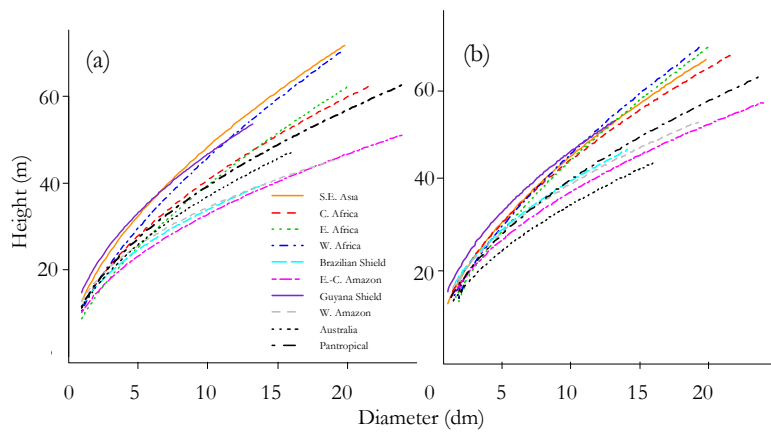 (a)
(b)
Height (m)
60
40
20
60
40
20
S.E. Asia
C. Africa
E. Africa
W. Africa
Brazilian Shield
E.-C. Amazon
Guyana Shield
W. Amazon
Australia
Pantropical
0 5 10 15 20 0 5 10 15 20
Diameter (dm)